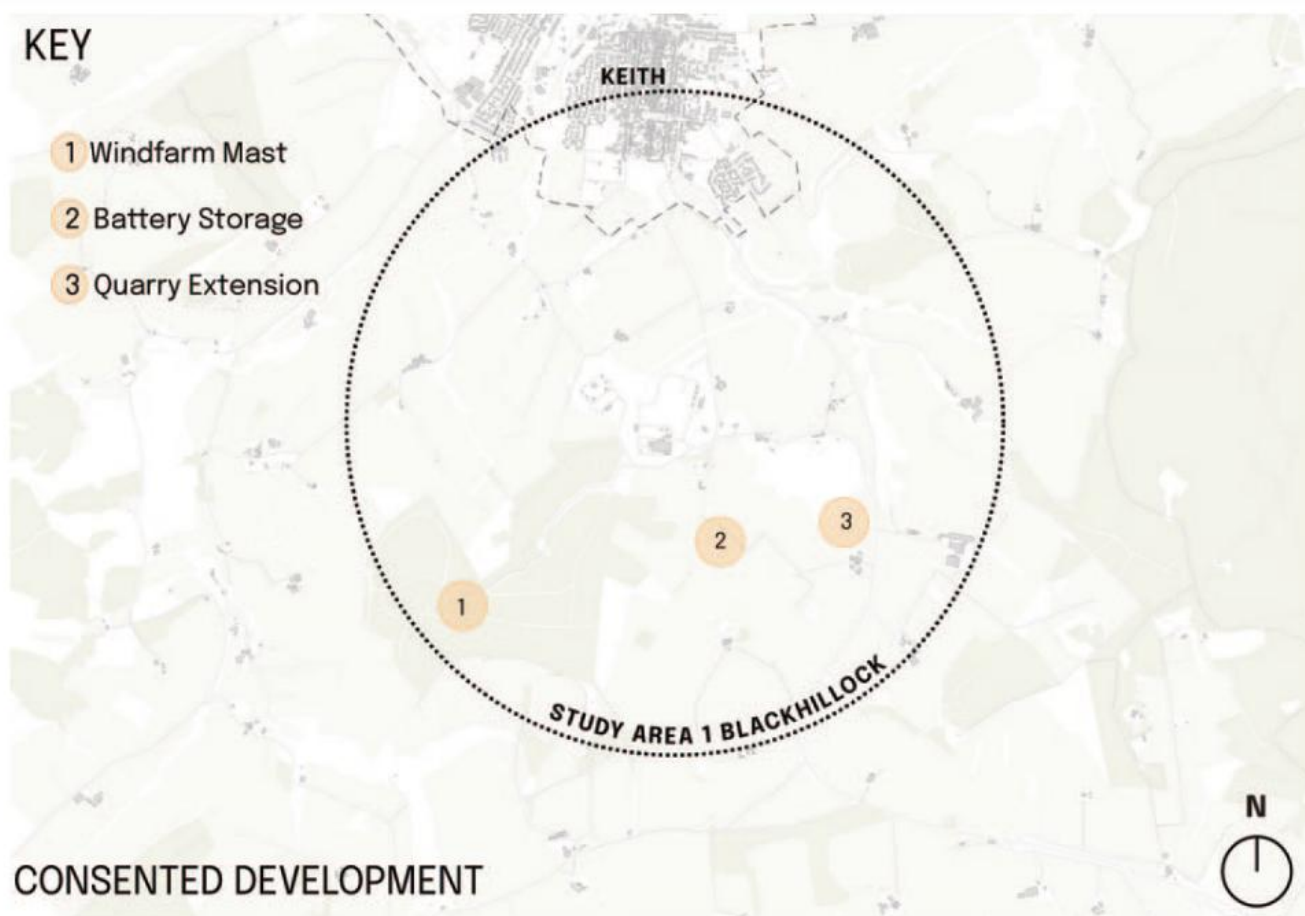 KEY
KEITH
1 Windfarm Mast
2 Battery Storage
3 Quarry Extension
3
2
1
STUDY AREA 1 BLACKHILLOCK
N
CONSENTED DEVELOPMENT